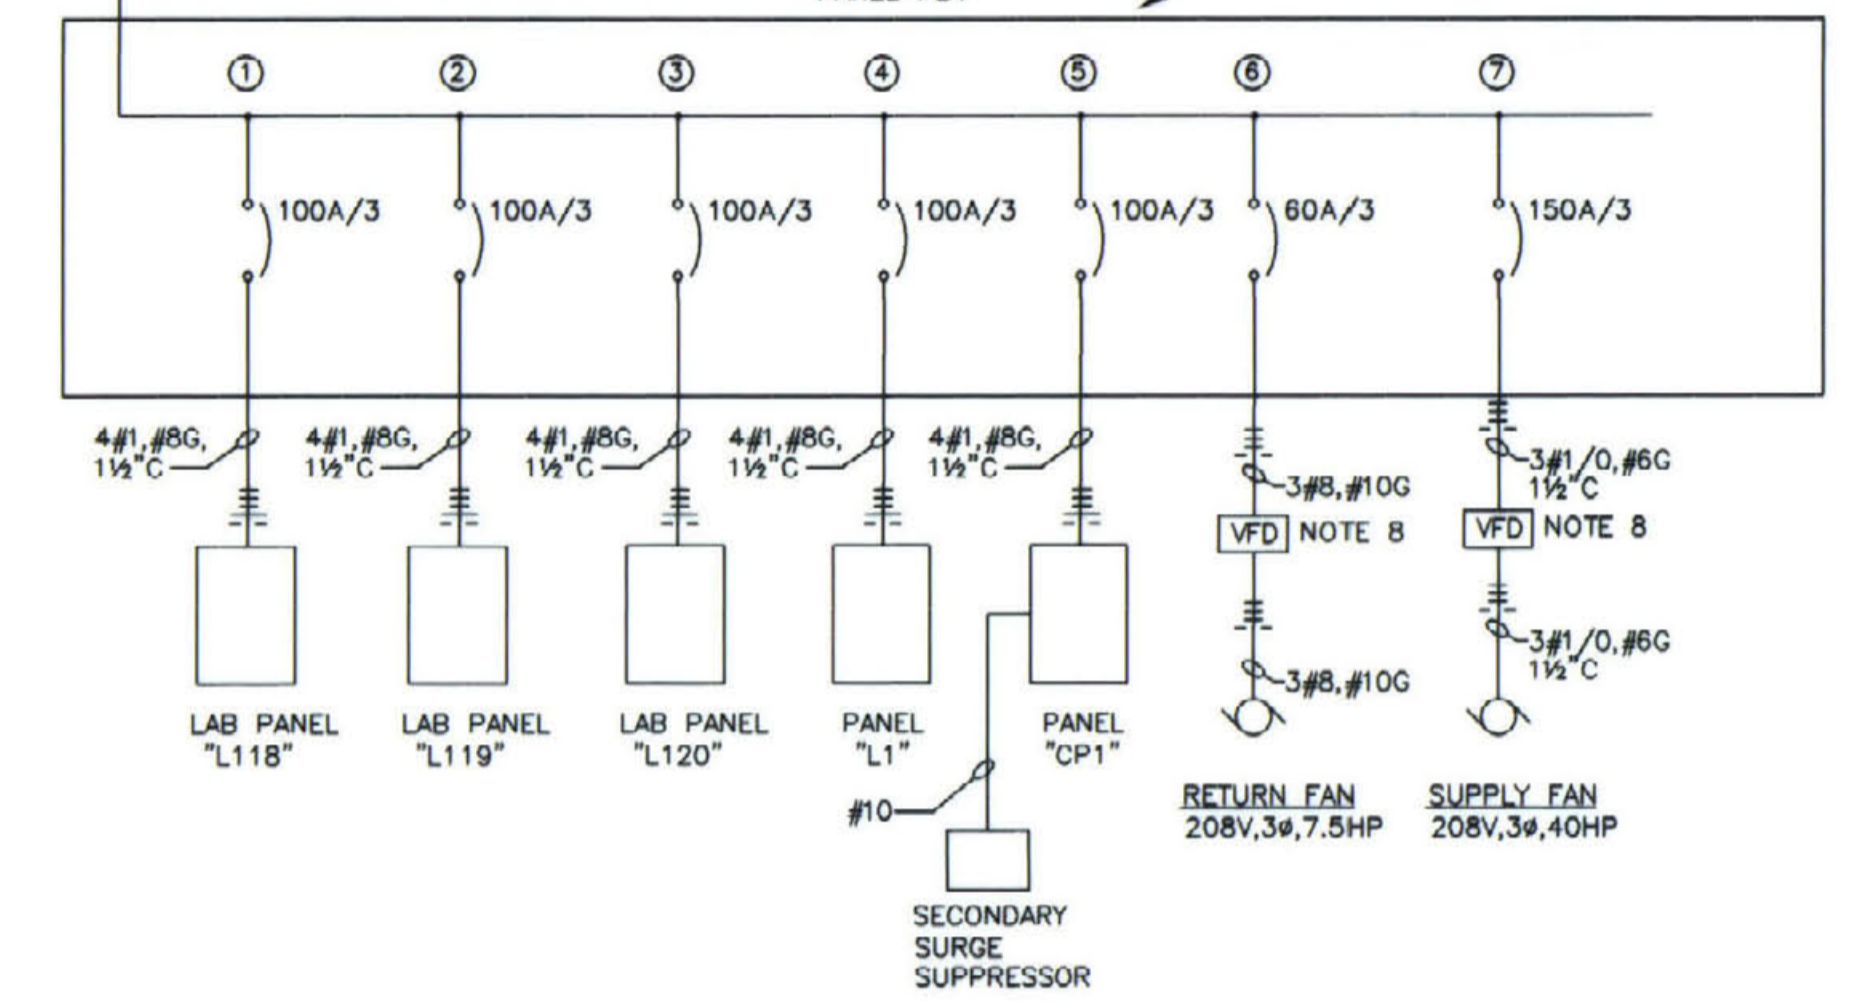 ①
②
③
④
⑤
⑥
⑦
100A/3
100A/3
100A/3
100A/3
100A/3
60A/3
150A/3
4#1,#8G,
1½"C
4#1,#8G,
1½"C
4#1,#8G,
1½"C
4#1,#8G,
1½"C
4#1,#8G,
1½"C
3#8,#10G
3#1/0,#6G
1½"C
VFD NOTE 8
VFD NOTE 8
3#8,#10G
3#1/0,#6G
1½"C
LAB PANEL
"L118"
LAB PANEL
"L119"
LAB PANEL
"L120"
PANEL
"L1"
PANEL
"CP1"
#10
RETURN FAN
208V,3ø,7.5HP
SUPPLY FAN
208V,3ø,40HP
SECONDARY
SURGE
SUPPRESSOR